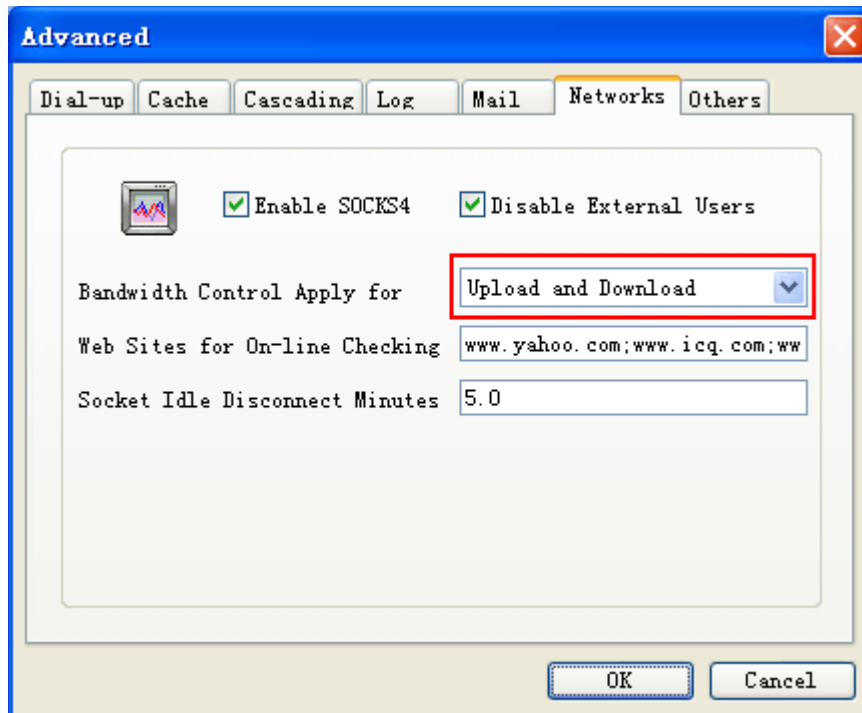 Advanced
Dial-up Cache Cascading Log Mail Networks Others
Enable SOCKS4 Disable External Users
Bandwidth Control Apply for Upload and Download
Web Sites for On-line Checking www.yahoo.com;www.icq.com;ww
Socket Idle Disconnect Minutes 5.0
OK Cancel